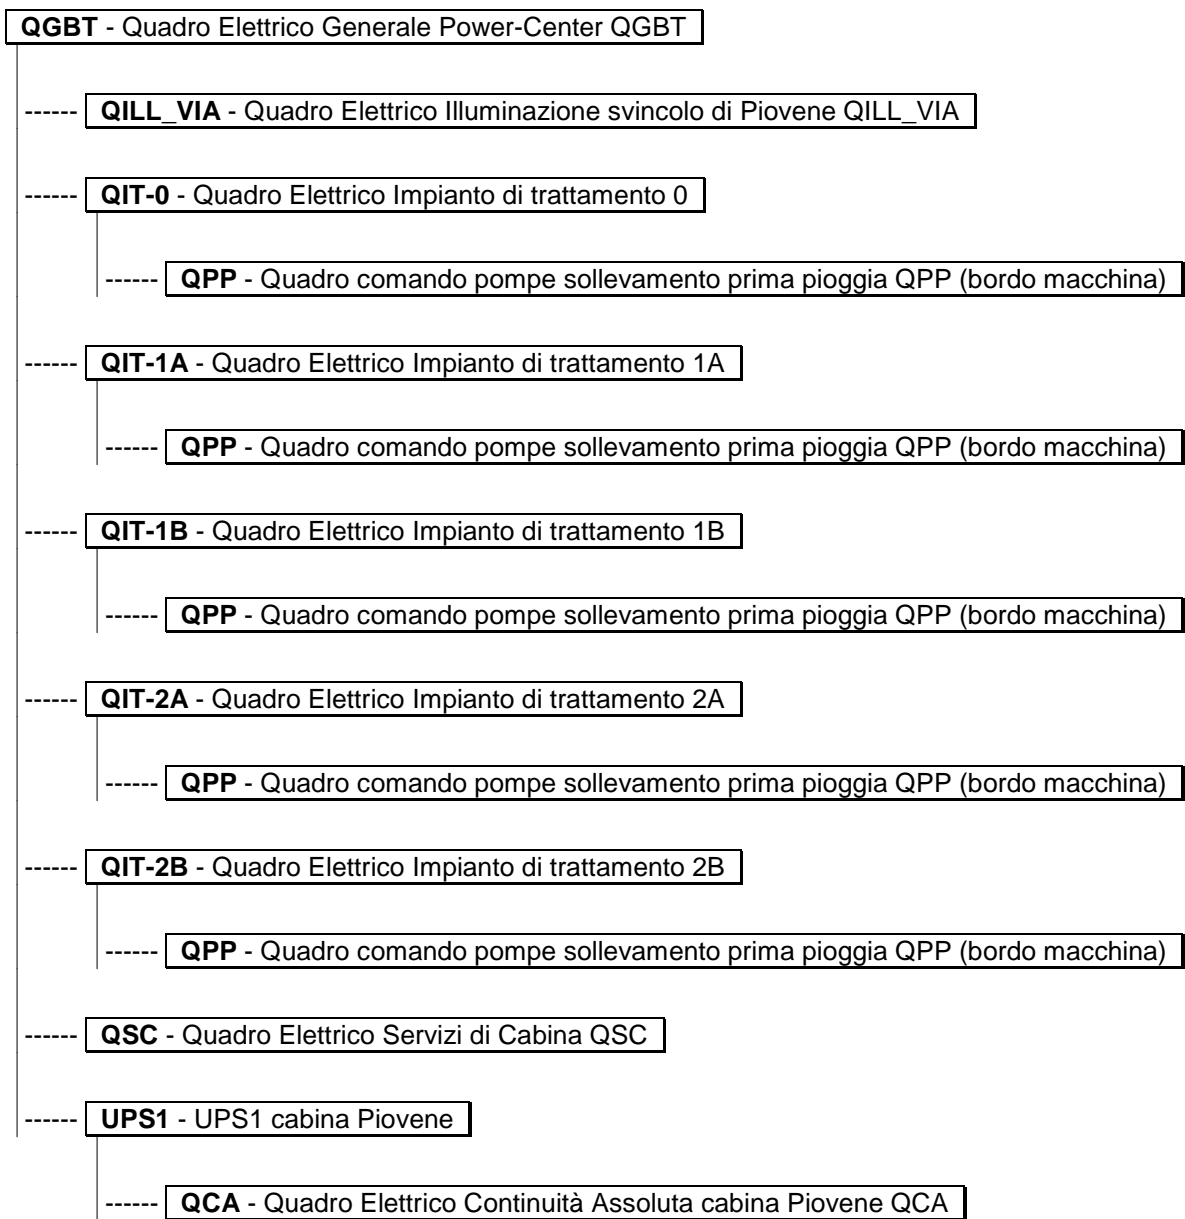 QGBT - Quadro Elettrico Generale Power-Center QGBT
------ QILL_VIA - Quadro Elettrico Illuminazione svincolo di Piovene QILL_VIA
------ QIT-0 - Quadro Elettrico Impianto di trattamento 0
------ QPP - Quadro comando pompe sollevamento prima pioggia QPP (bordo macchina)
------ QIT-1A - Quadro Elettrico Impianto di trattamento 1A
------ QPP - Quadro comando pompe sollevamento prima pioggia QPP (bordo macchina)
------ QIT-1B - Quadro Elettrico Impianto di trattamento 1B
------ QPP - Quadro comando pompe sollevamento prima pioggia QPP (bordo macchina)
------ QIT-2A - Quadro Elettrico Impianto di trattamento 2A
------ QPP - Quadro comando pompe sollevamento prima pioggia QPP (bordo macchina)
------ QIT-2B - Quadro Elettrico Impianto di trattamento 2B
------ QPP - Quadro comando pompe sollevamento prima pioggia QPP (bordo macchina)
------ QSC - Quadro Elettrico Servizi di Cabina QSC
------ UPS1 - UPS1 cabina Piovene
------ QCA - Quadro Elettrico Continuità Assoluta cabina Piovene QCA